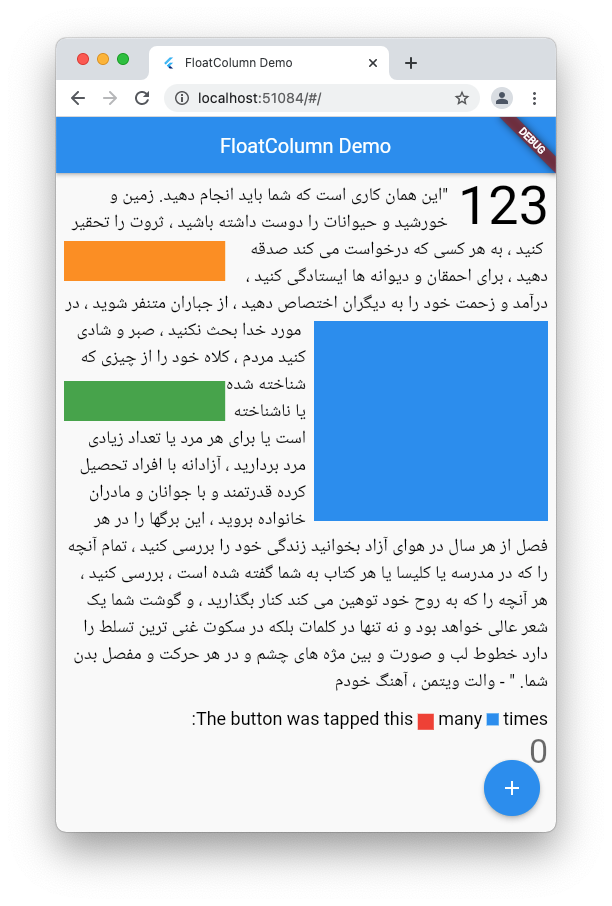 FloatColumn Demo
localhost:51084/#/
FloatColumn Demo
DEBUG
123
"این همان کاری است که شما باید انجام دهید. زمین و
خورشید و حیوانات را دوست داشته باشید ، ثروت را تحقیر
کنید ، به هر کسی که درخواست می کند صدقه
دهید ، برای احمقان و دیوانه ها ایستادگی کنید ،
درآمد و زحمت خود را به دیگران اختصاص دهید ، از جباران متنفر شوید ، در
مورد خدا بحث نکنید ، صبر و شادی
کنید مردم ، کلاه خود را از چیزی که
شناخته شده
یا ناشناخته
است یا برای هر مرد یا تعداد زیادی
مرد بردارید ، آزادانه با افراد تحصیل
کرده قدرتمند و با جوانان و مادران
خانواده بروید ، این برگها را در هر
فصل از هر سال در هوای آزاد بخوانید زندگی خود را بررسی کنید ، تمام آنچه
را که در مدرسه یا کلیسا یا هر کتاب به شما گفته شده است ، بررسی کنید ،
هر آنچه را که به روح خود توهین می کند کنار بگذارید ، و گوشت شما یک
شعر عالی خواهد بود و نه تنها در کلمات بلکه در سکوت غنی ترین تسلط را
دارد خطوط لب و صورت و بین مژه های چشم و در هر حرکت و مفصل بدن
شما. " - والت ویتمن ، آهنگ خودم
:The button was tapped this many times
0